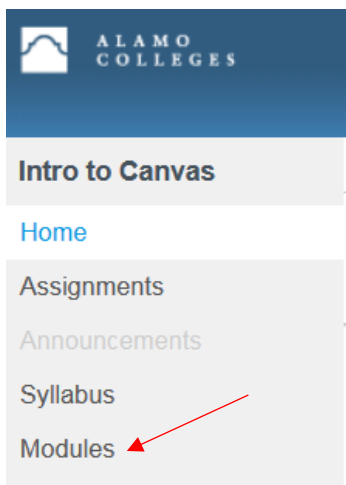 ALAMO
COLLEGES
Intro to Canvas
Home
Assignments
Announcements
Syllabus
Modules